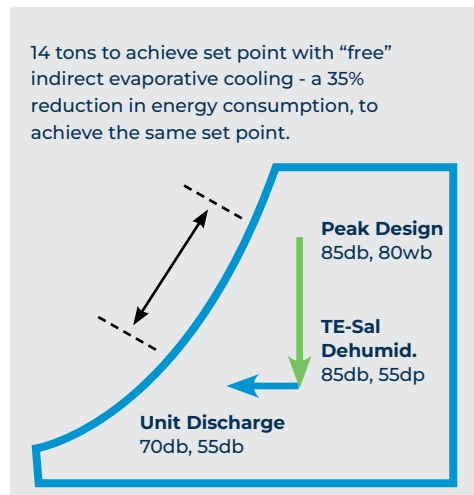 14 tons to achieve set point with “free”
indirect evaporative cooling - a 35%
reduction in energy consumption, to
achieve the same set point.
Peak Design
85db, 80wb
TE-Sal
Dehumid.
85db, 55dp
Unit Discharge
70db, 55db